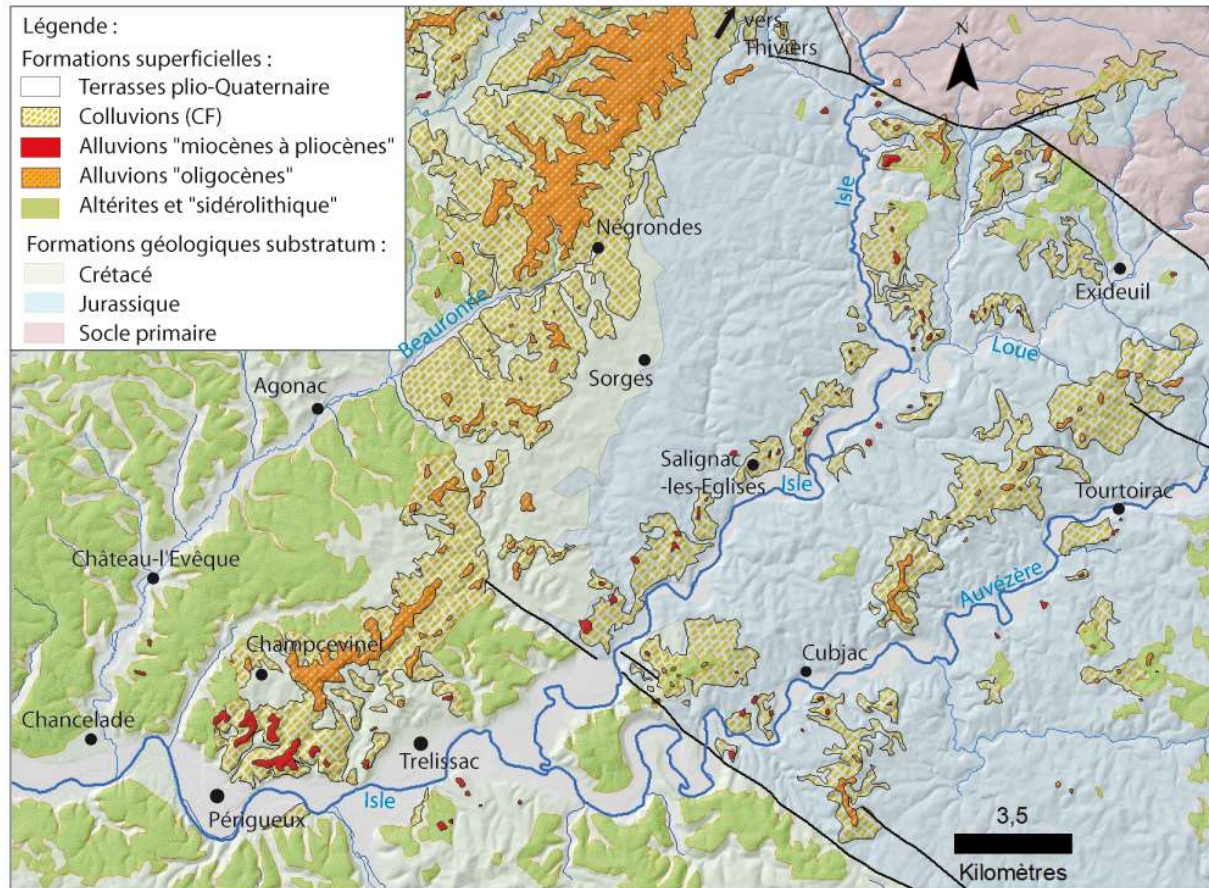 Légende :
Formations superficielles :
Terrasses plio-Quaternaire
Colluvions (CF)
Alluvions "miocènes à pliocènes"
Alluvions "oligocènes"
Altérites et "sidérolithique"
Formations géologiques substratum :
Crétacé
Jurassique
Socle primaire
vers
Thiviers
N
Isle
Négrondes
Exideuil
Beauronne
Loue
Sorges
Agonac
Salignac
-les-Eglises
Isle
Tourtoirac
Château-l'Evêque
Auvézère
Champcevinel
Cubjac
Chancelade
Trelissac
Isle
Périgueux
3,5
Kilomètres